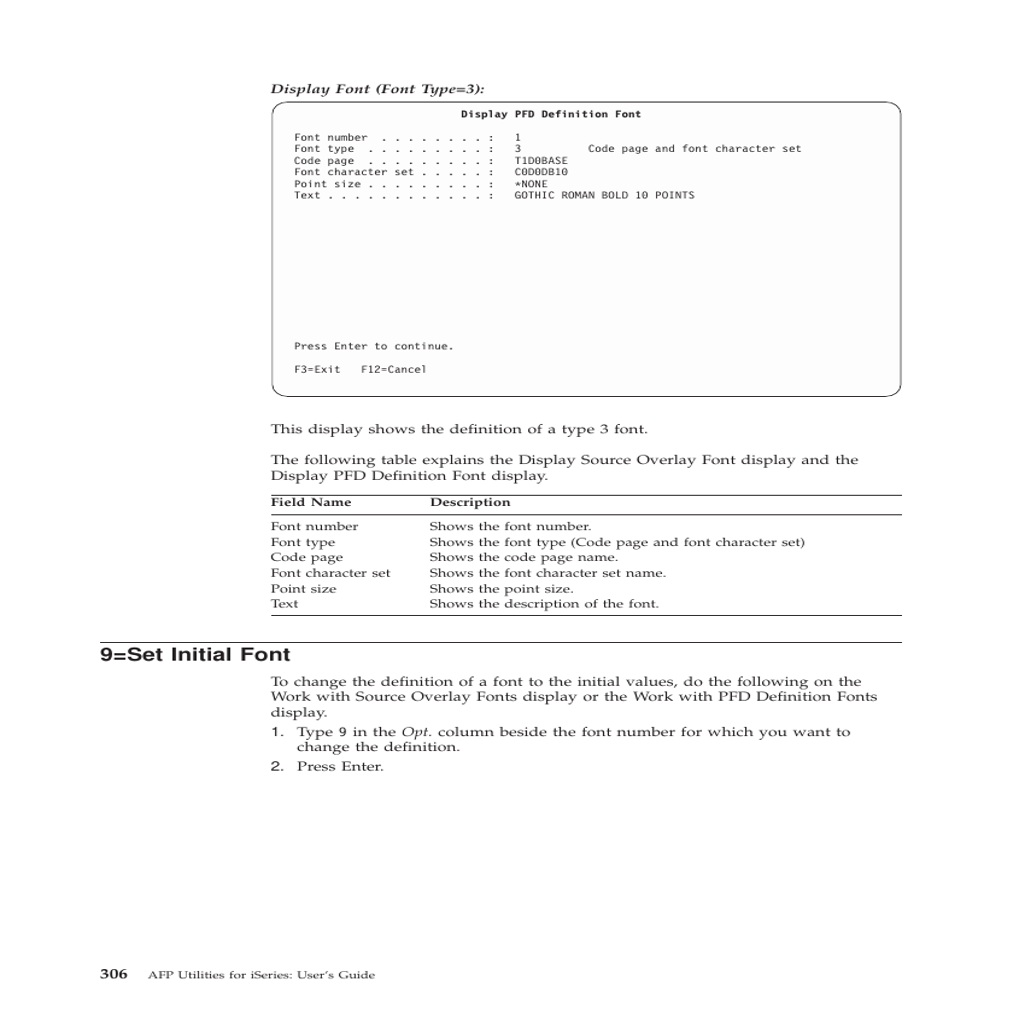 Display Font (Font Type=3):
Display PFD Definition Font
Font number . . . . . . . . : 1
Font type . . . . . . . . . : 3 Code page and font character set
Code page . . . . . . . . . : T1D0BASE
Font character set . . . . . : C0D0DB10
Point size . . . . . . . . . : *NONE
Text . . . . . . . . . . . . : GOTHIC ROMAN BOLD 10 POINTS
Press Enter to continue.
F3=Exit F12=Cancel
This display shows the definition of a type 3 font.
The following table explains the Display Source Overlay Font display and the
Display PFD Definition Font display.
Field Name Description
Font number Shows the font number.
Font type Shows the font type (Code page and font character set)
Code page Shows the code page name.
Font character set Shows the font character set name.
Point size Shows the point size.
Text Shows the description of the font.
9=Set Initial Font
To change the definition of a font to the initial values, do the following on the
Work with Source Overlay Fonts display or the Work with PFD Definition Fonts
display.
1. Type 9 in the Opt. column beside the font number for which you want to
change the definition.
2. Press Enter.
306 AFP Utilities for iSeries: User's Guide